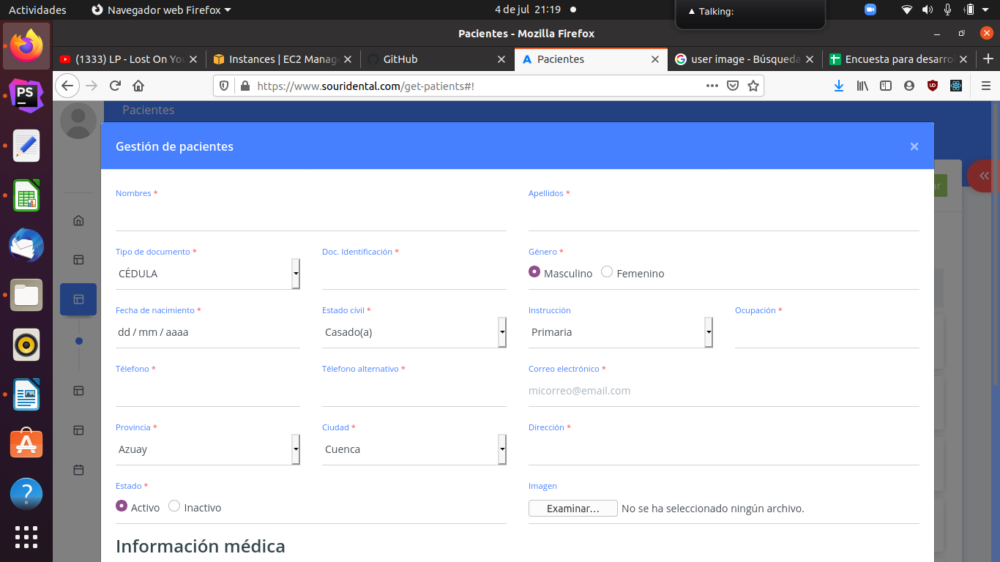 Actividades Navegador web Firefox 4 de jul 21:19 Talking:
Pacientes - Mozilla Firefox
(1333) LP - Lost On Yo Instances | EC2 Manag GitHub Pacientes user image - Búsqueda Encuesta para desarro
https://www.souridental.com/get-patients#!
Pacientes
Gestión de pacientes ×
Nombres * Apellidos *
Tipo de documento * Doc. Identificación * Género *
CÉDULA Masculino Femenino
Fecha de nacimiento * Estado cívil * Instrucción Ocupación *
dd / mm / aaaa Casado(a) Primaria
Télefono * Télefono alternativo * Correo electrónico *
micorreo@email.com
Provincia * Ciudad * Dirección *
Azuay Cuenca
Estado * Imagen
Activo Inactivo Examinar... No se ha seleccionado ningún archivo.
Información médica